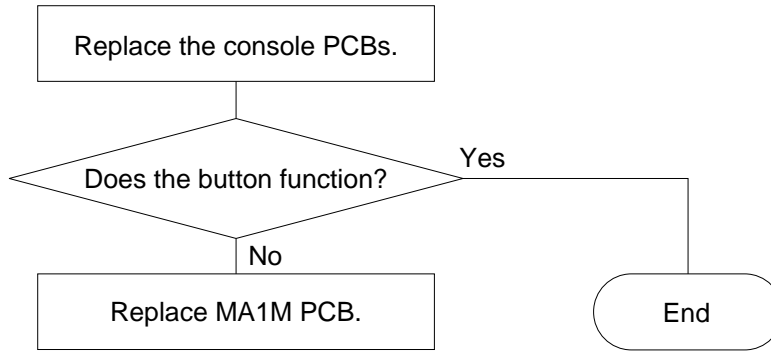 Replace the console PCBs.
Does the button function?
Yes
No
Replace MA1M PCB.
End